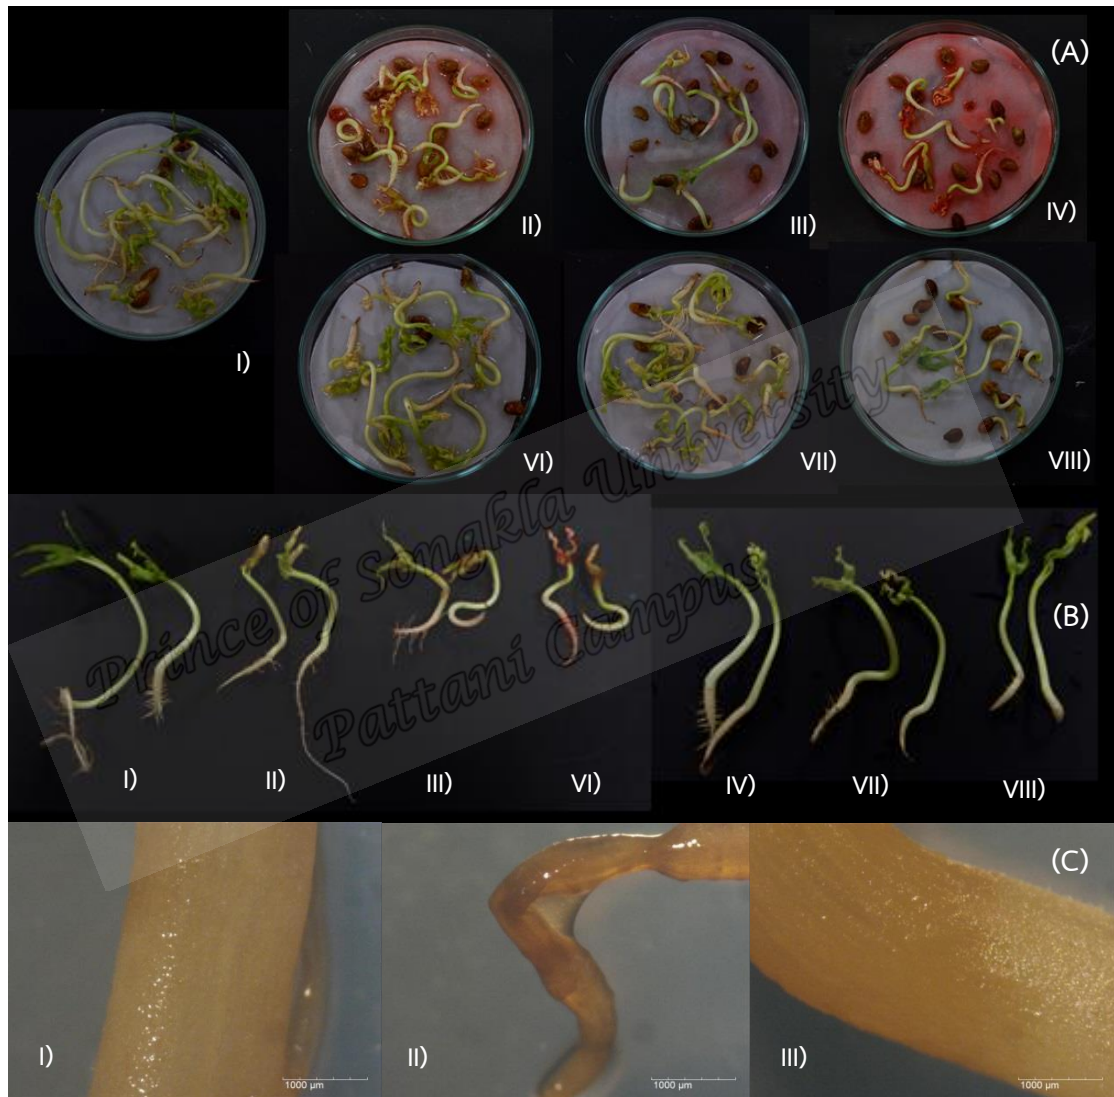 (A)
I)
II)
III)
IV)
VI)
VII)
VIII)
(B)
I)
II)
III)
VI)
IV)
VII)
VIII)
(C)
I)
1000 µm
II)
1000 µm
III)
1000 µm
Prince of Songkla University
Pattani Campus